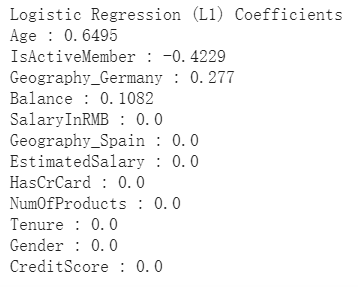 Logistic Regression (L1) Coefficients
Age : 0.6495
IsActiveMember : -0.4229
Geography_Germany : 0.277
Balance : 0.1082
SalaryInRMB : 0.0
Geography_Spain : 0.0
EstimatedSalary : 0.0
HasCrCard : 0.0
NumOfProducts : 0.0
Tenure : 0.0
Gender : 0.0
CreditScore : 0.0